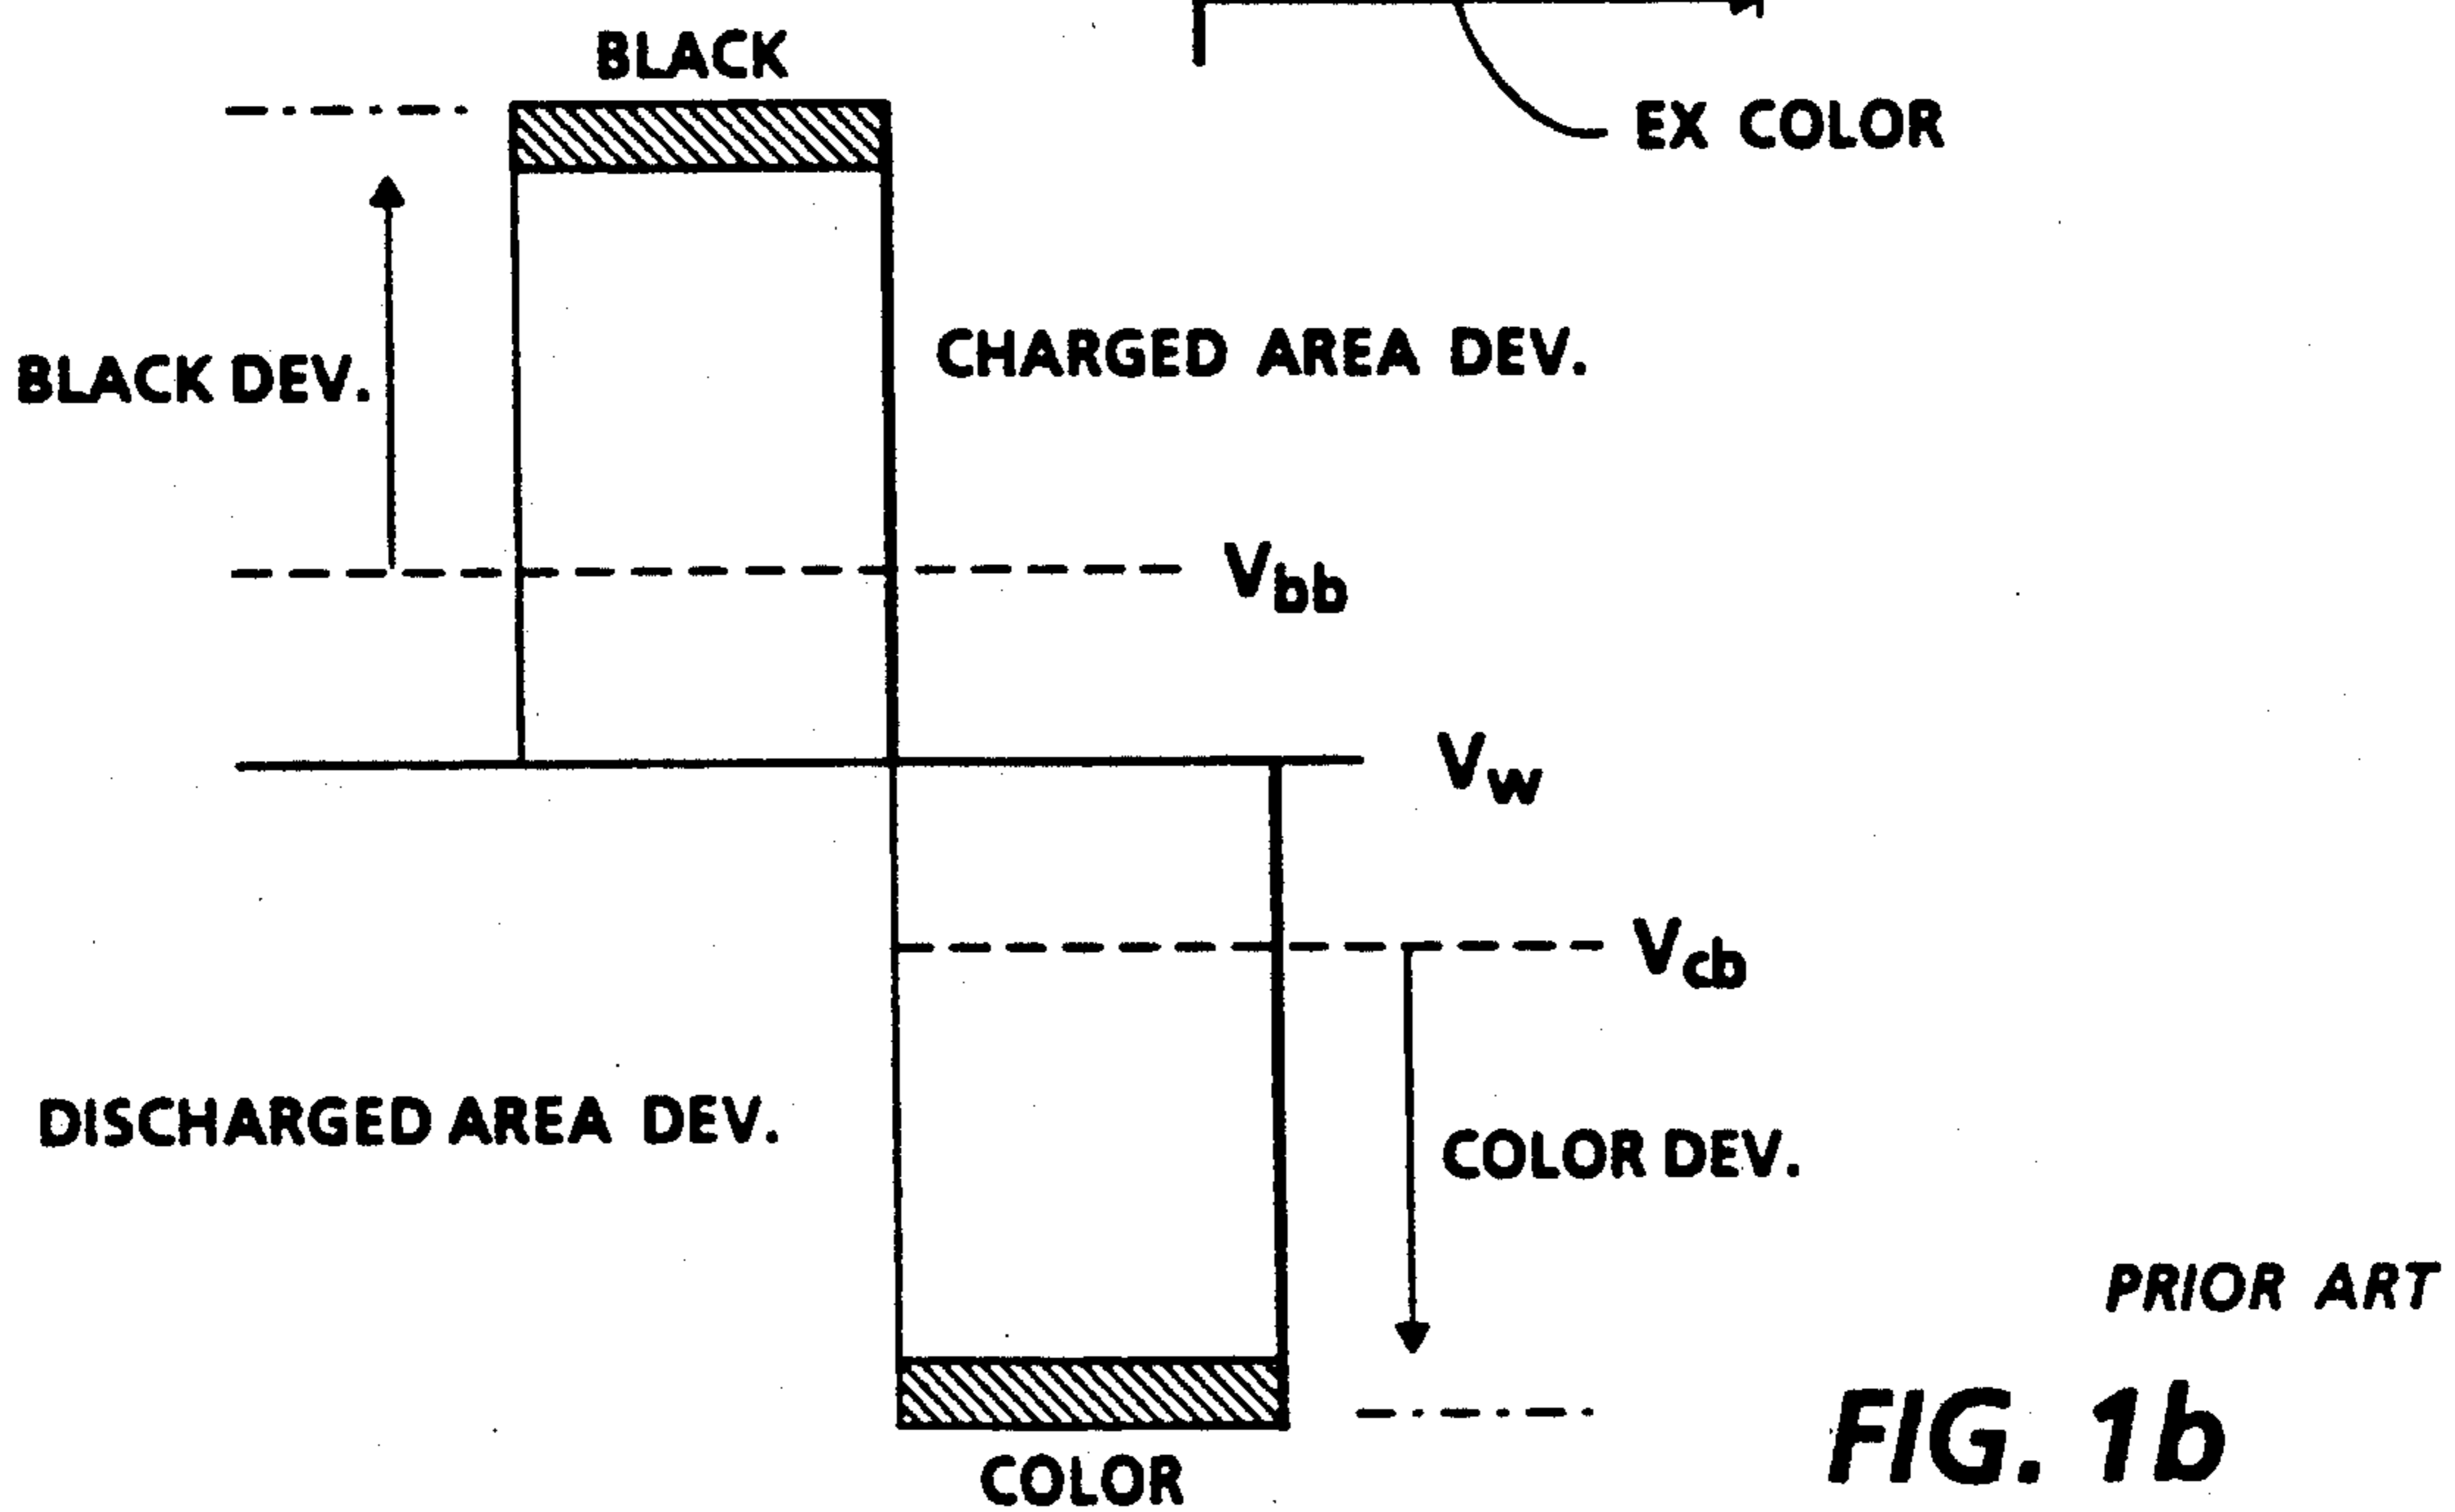 BLACK
EX COLOR
CHARGED AREA DEV.
BLACK DEV.
Vbb
Vw
Vcb
DISCHARGED AREA DEV.
COLOR DEV.
PRIOR ART
FIG. 1b
COLOR